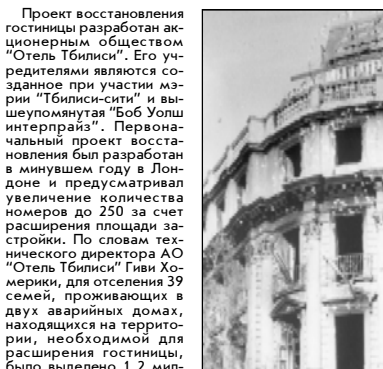 Проект восстановления
гостиницы разработан ак-
ционерным обществом
“Отель Тбилиси”. Его уч-
редителями являются со-
зданное при участии мэ-
рии “Тбилиси-сити” и вы-
шеупомянутая “Боб Уолш
интерпрайз”. Первона-
чальный проект восста-
новления был разработан
в минувшем году в Лон-
доне и предусматривал
увеличение количества
номеров до 250 за счет
расширения площади за-
стройки. По словам тех-
нического директора АО
“Отель Тбилиси” Гиви Хо-
мерики, для отселения 39
семей, проживающих в
двух аварийных домах,
находящихся на террито-
рии, необходимой для
расширения гостиницы,
было выделено 1,2 мил-